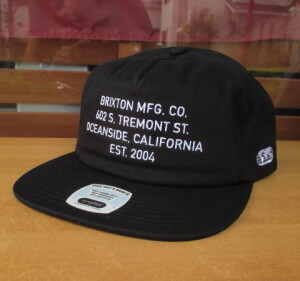 BRIXTON MFG. CO.
602 S. TREMONT ST.
OCEANSIDE, CALIFORNIA
EST. 2004